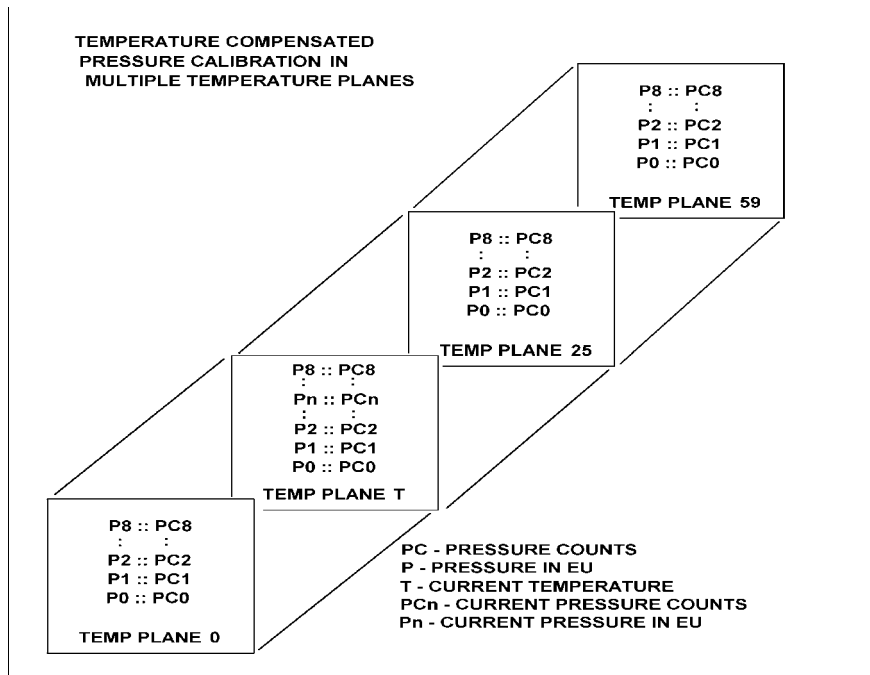 TEMPERATURE COMPENSATED
PRESSURE CALIBRATION IN
MULTIPLE TEMPERATURE PLANES
P8 :: PC8
: :
P2 :: PC2
P1 :: PC1
P0 :: PC0
TEMP PLANE 59
P8 :: PC8
: :
P2 :: PC2
P1 :: PC1
P0 :: PC0
TEMP PLANE 25
P8 :: PC8
: :
Pn :: PCn
: :
P2 :: PC2
P1 :: PC1
P0 :: PC0
TEMP PLANE T
P8 :: PC8
: :
P2 :: PC2
P1 :: PC1
P0 :: PC0
TEMP PLANE 0
PC - PRESSURE COUNTS
P - PRESSURE IN EU
T - CURRENT TEMPERATURE
PCn - CURRENT PRESSURE COUNTS
Pn - CURRENT PRESSURE IN EU